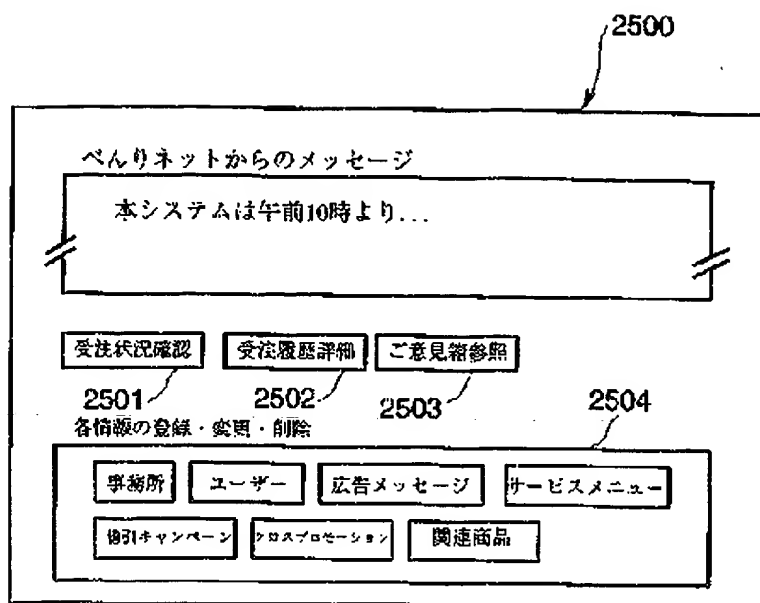 2500
べんりネットからのメッセージ
本システムは午前10時より...
受注状況確認 受注履歴詳細 ご意見箱参照
2501 2502 2503 2504
各情報の登録・変更・削除
事務所 ユーザー 広告メッセージ サービスメニュー
値引キャンペーン クロスプロモーション 関連商品